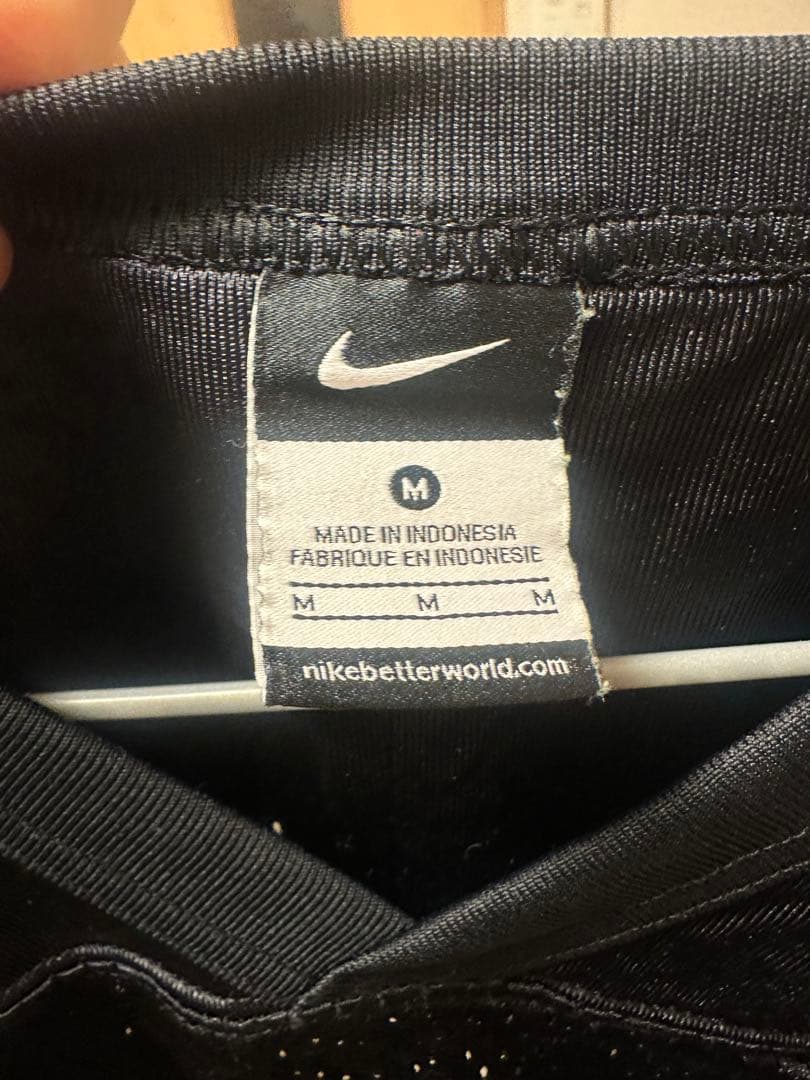 M
MADE IN INDONESIA
FABRIQUE EN INDONESIE
M M M
nikebetterworld.com